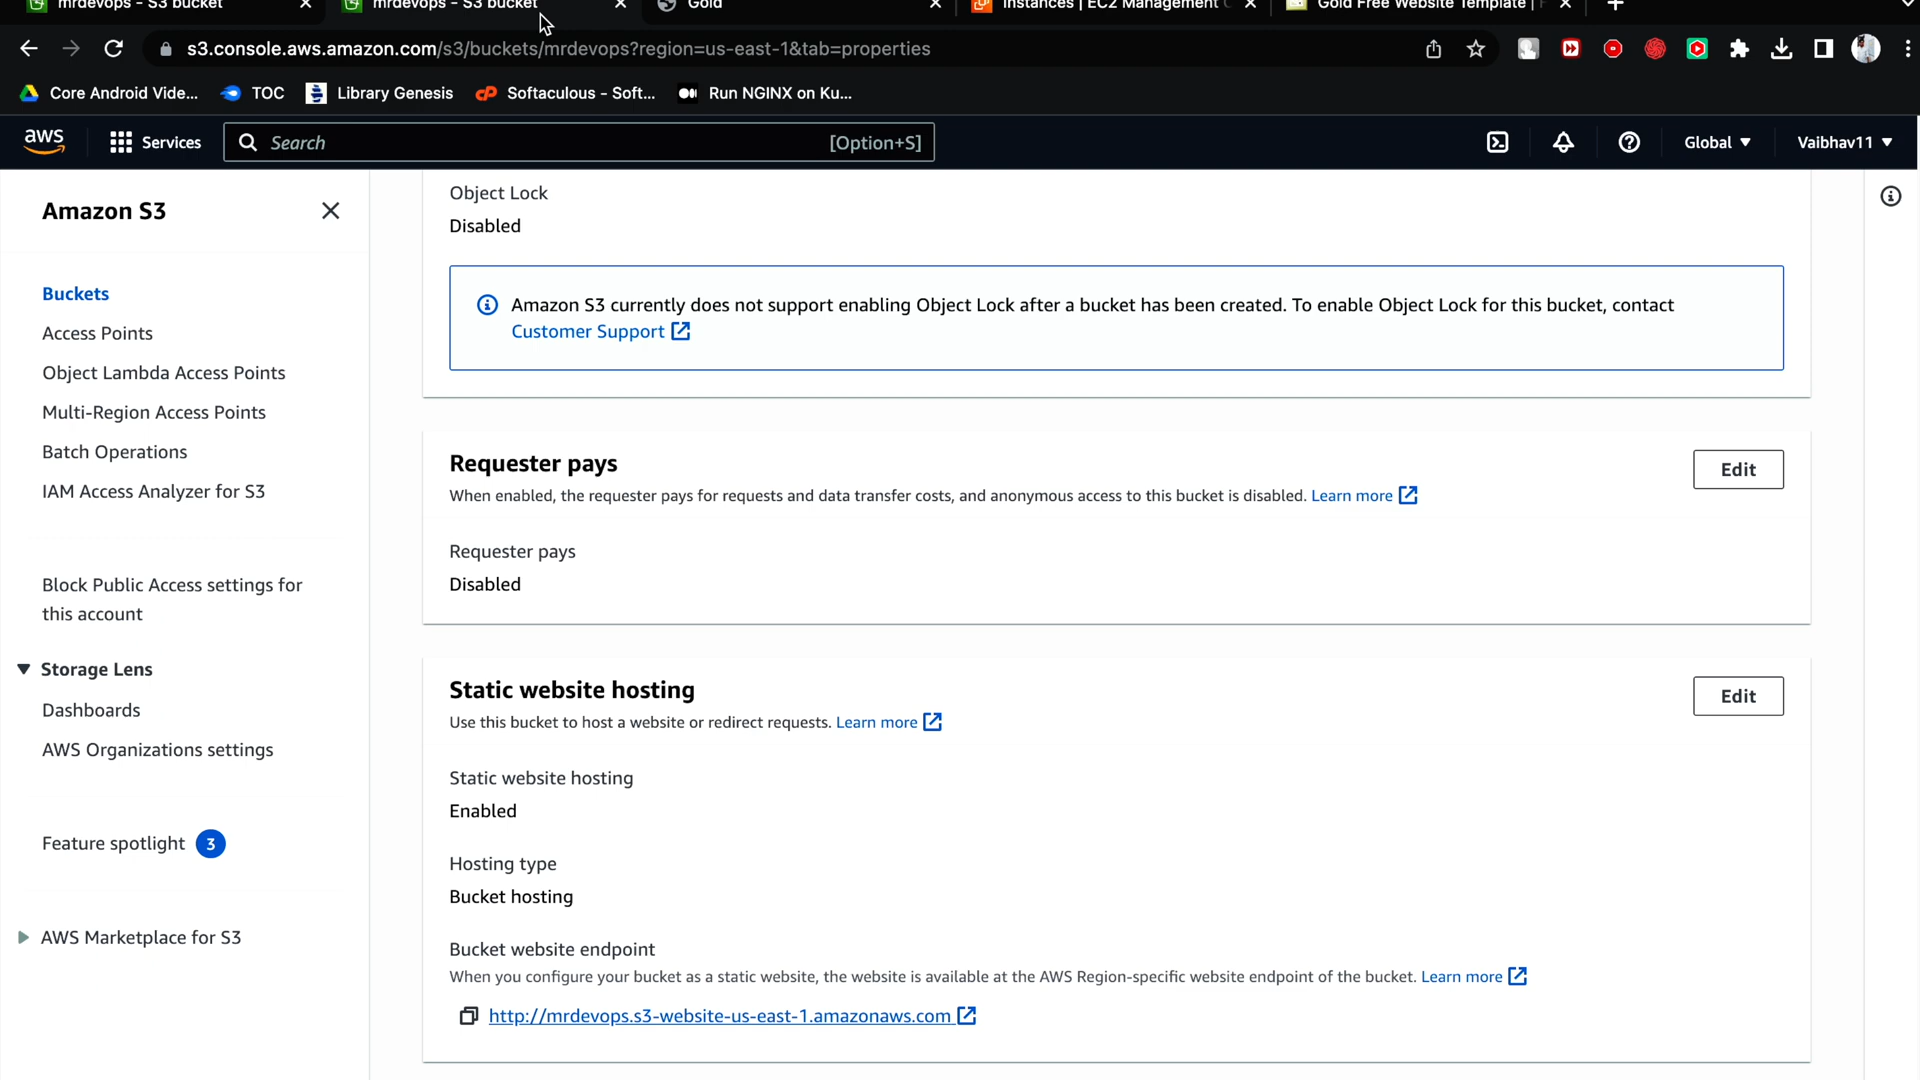 mrdevops - S3 bucket
mrdevops - S3 bucket
Gold
Instances | EC2 Management
Gold Free Website Template |
s3.console.aws.amazon.com/s3/buckets/mrdevops?region=us-east-1&tab=properties
Core Android Vide...
TOC
Library Genesis
Softaculous - Soft...
Run NGINX on Ku...
aws
Services
Search
[Option+S]
Global
Vaibhav11
Amazon S3
Buckets
Access Points
Object Lambda Access Points
Multi-Region Access Points
Batch Operations
IAM Access Analyzer for S3
Block Public Access settings for
this account
Storage Lens
Dashboards
AWS Organizations settings
Feature spotlight 3
AWS Marketplace for S3
Object Lock
Disabled
Amazon S3 currently does not support enabling Object Lock after a bucket has been created. To enable Object Lock for this bucket, contact
Customer Support
Requester pays
Edit
When enabled, the requester pays for requests and data transfer costs, and anonymous access to this bucket is disabled. Learn more
Requester pays
Disabled
Static website hosting
Edit
Use this bucket to host a website or redirect requests. Learn more
Static website hosting
Enabled
Hosting type
Bucket hosting
Bucket website endpoint
When you configure your bucket as a static website, the website is available at the AWS Region-specific website endpoint of the bucket. Learn more
http://mrdevops.s3-website-us-east-1.amazonaws.com